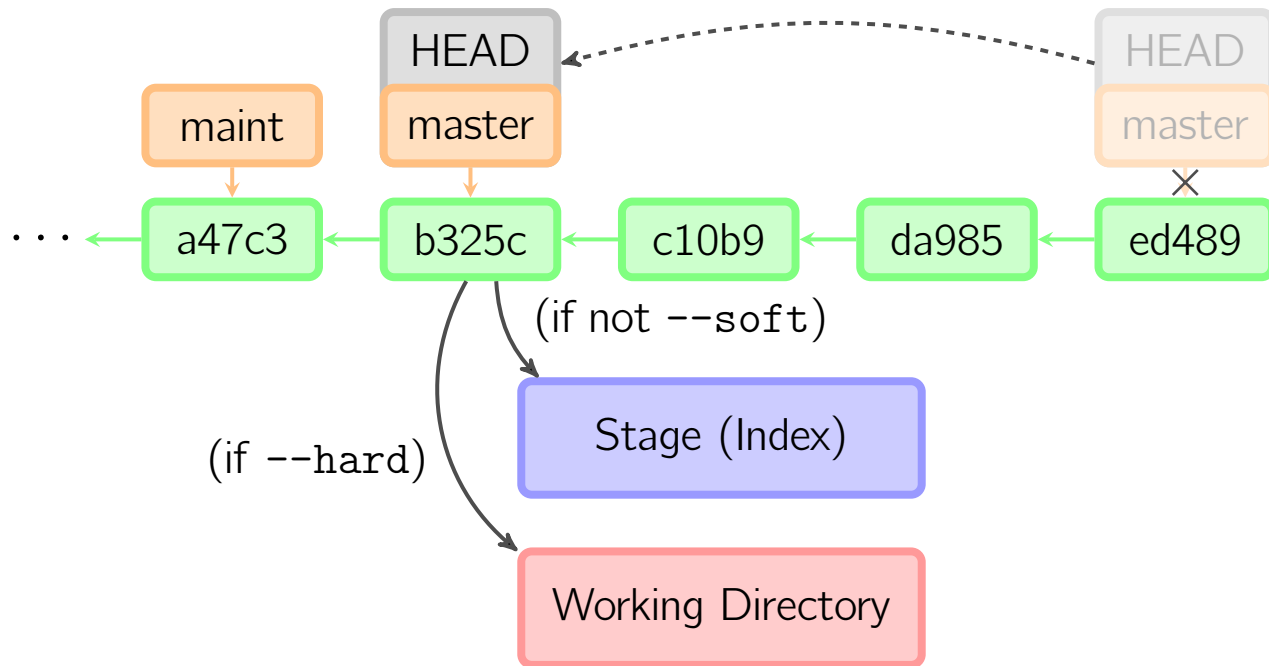 HEAD
HEAD
maint
master
master
... a47c3
b325c
c10b9
da985
ed489
(if not --soft)
Stage (Index)
(if --hard)
Working Directory